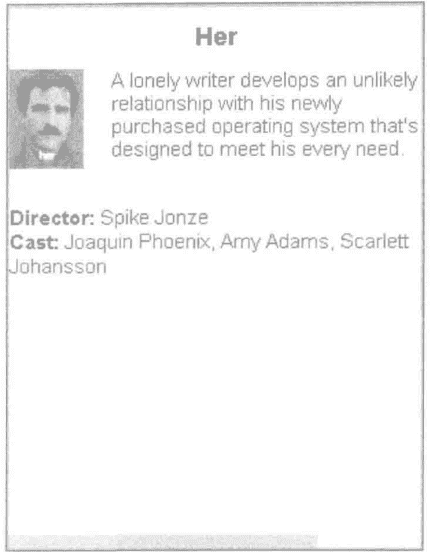 Her
A lonely writer develops an unlikely
relationship with his newly
purchased operating system that's
designed to meet his every need.
Director: Spike Jonze
Cast: Joaquin Phoenix, Amy Adams, Scarlett
Johansson